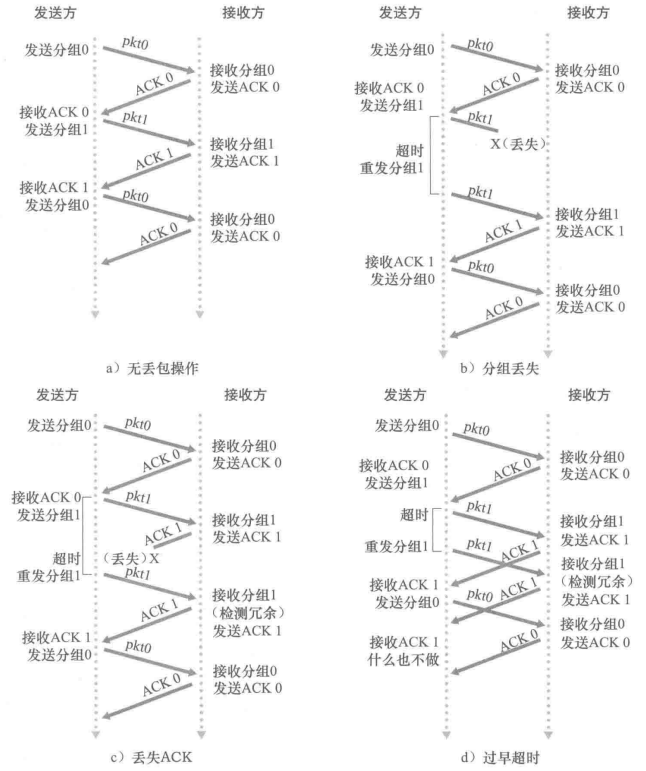 发送方 接收方
发送分组0
pkt0
接收分组0
发送ACK 0
ACK 0
接收ACK 0
发送分组1
pkt1
接收分组1
发送ACK 1
ACK 1
接收ACK 1
发送分组0
pkt0
接收分组0
发送ACK 0
ACK 0
a）无丢包操作
发送方 接收方
发送分组0
pkt0
接收分组0
发送ACK 0
ACK 0
接收ACK 0
发送分组1
pkt1
X（丢失）
超时
重发分组1
pkt1
接收分组1
发送ACK 1
ACK 1
接收ACK 1
发送分组0
pkt0
接收分组0
发送ACK 0
ACK 0
b）分组丢失
发送方 接收方
发送分组0
pkt0
接收分组0
发送ACK 0
ACK 0
接收ACK 0
发送分组1
pkt1
接收分组1
发送ACK 1
ACK 1
（丢失）X
超时
重发分组1
pkt1
接收分组1
（检测冗余）
发送ACK 1
ACK 1
接收ACK 1
发送分组0
pkt0
接收分组0
发送ACK 0
ACK 0
c）丢失ACK
发送方 接收方
发送分组0
pkt0
接收分组0
发送ACK 0
ACK 0
接收ACK 0
发送分组1
pkt1
超时
接收分组1
发送ACK 1
重发分组1
pkt1
ACK 1
接收分组1
（检测冗余）
发送ACK 1
接收ACK 1
发送分组0
pkt0
ACK 1
接收分组0
发送ACK 0
接收ACK 1
什么也不做
ACK 0
d）过早超时